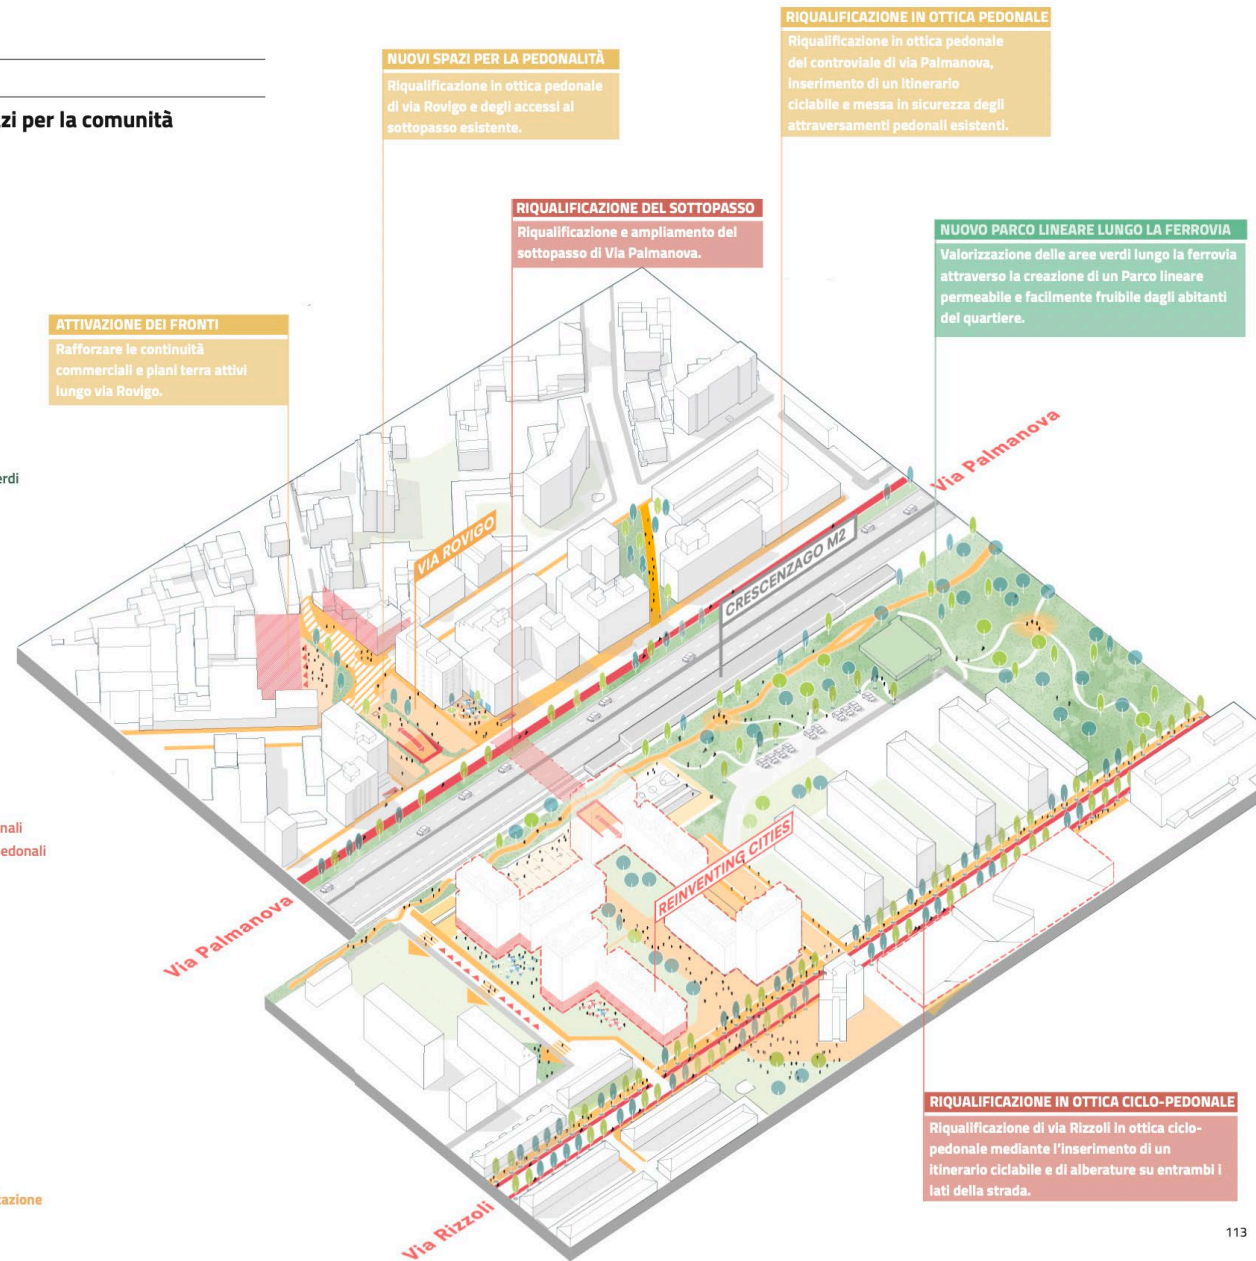 RIQUALIFICAZIONE IN OTTICA PEDONALE
Riqualificazione in ottica pedonale
del controviale di via Palmanova,
inserimento di un itinerario
ciclabile e messa in sicurezza degli
attraversamenti pedonali esistenti.
NUOVI SPAZI PER LA PEDONALITÀ
Riqualificazione in ottica pedonale
di via Rovigo e degli accessi al
sottopasso esistente.
zi per la comunità
RIQUALIFICAZIONE DEL SOTTOPASSO
Riqualificazione e ampliamento del
sottopasso di Via Palmanova.
NUOVO PARCO LINEARE LUNGO LA FERROVIA
Valorizzazione delle aree verdi lungo la ferrovia
attraverso la creazione di un Parco lineare
permeabile e facilmente fruibile dagli abitanti
del quartiere.
ATTIVAZIONE DEI FRONTI
Rafforzare le continuità
commerciali e piani terra attivi
lungo via Rovigo.
Via Palmanova
erdi
VIA ROVIGO
CRESCENZAGO M2
nali
edonali
REINVENTING CITIES
Via Palmanova
RIQUALIFICAZIONE IN OTTICA CICLO-PEDONALE
Riqualificazione di via Rizzoli in ottica ciclo-
pedonale mediante l'inserimento di un
itinerario ciclabile e di alberature su entrambi i
lati della strada.
tazione
Via Rizzoli
113